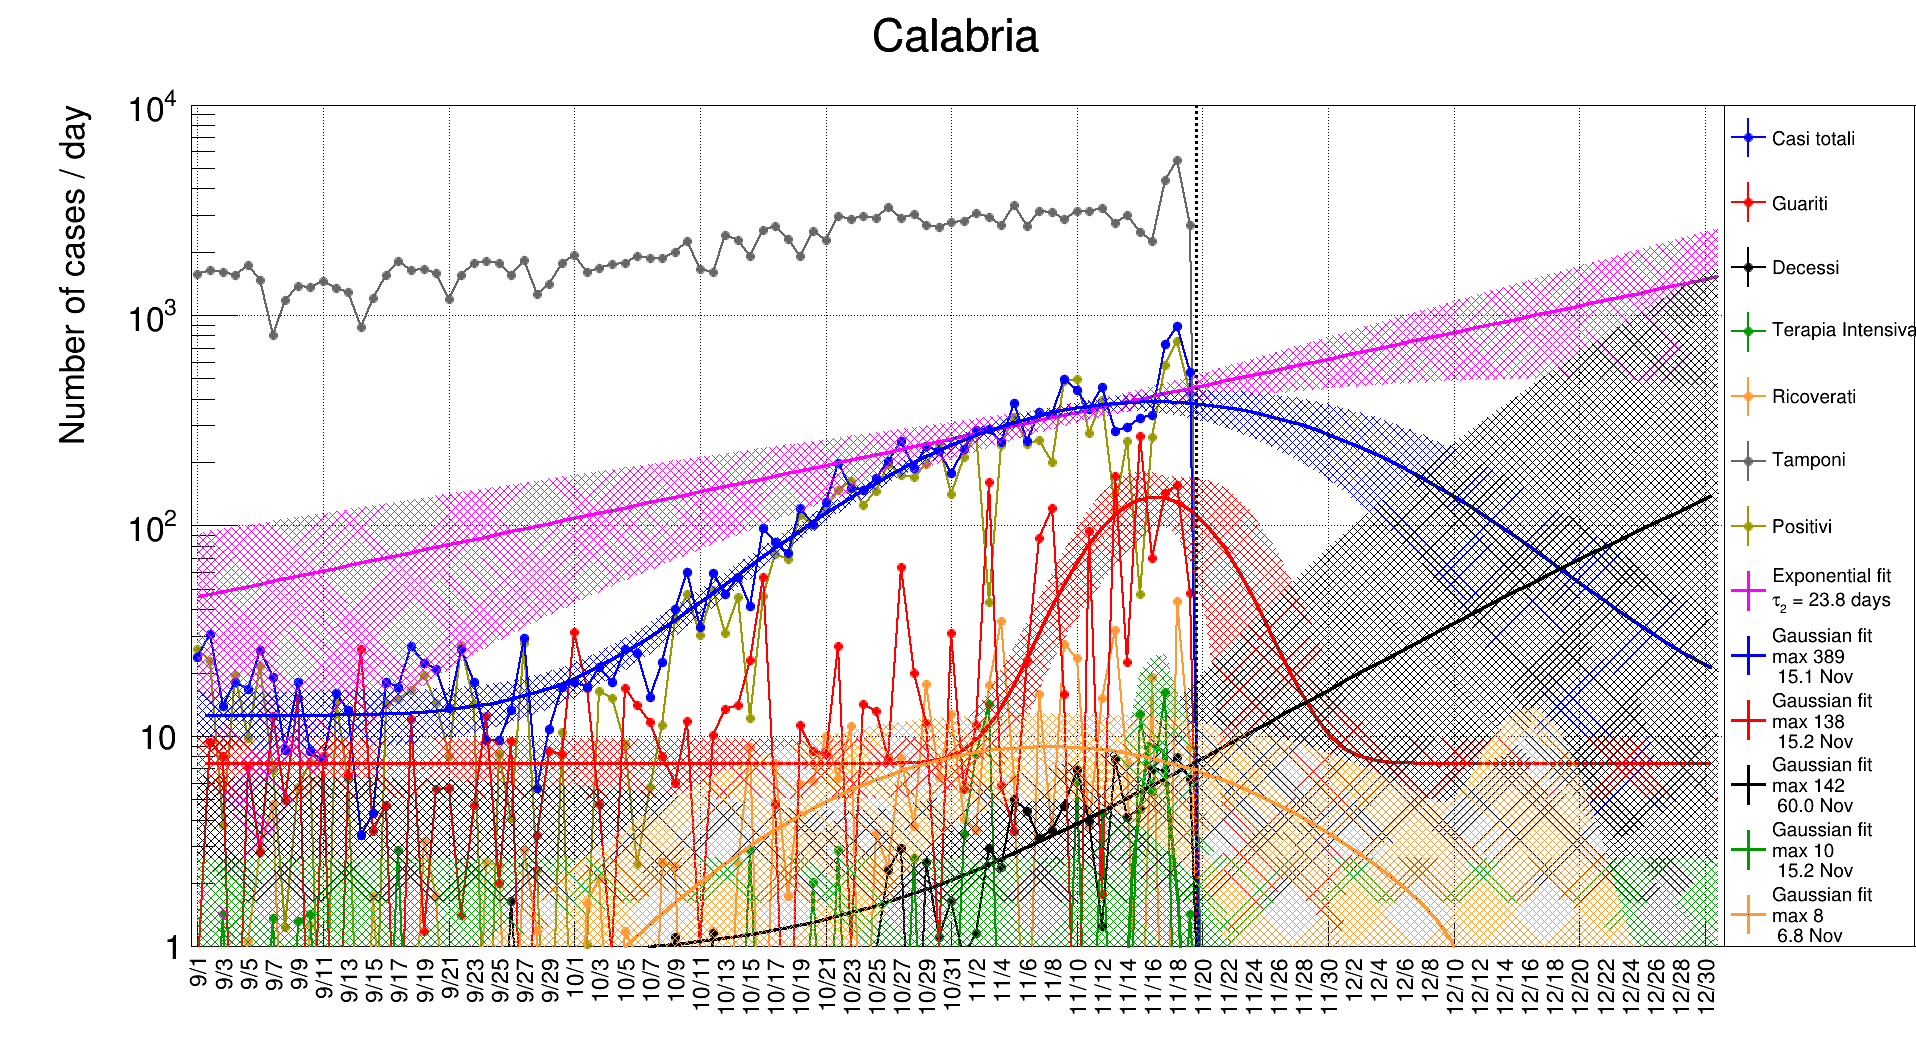 Calabria
Number of cases / day
10^4
10^3
10^2
10
1
9/1 9/3 9/5 9/7 9/9 9/11 9/13 9/15 9/17 9/19 9/21 9/23 9/25 9/27 9/29 10/1 10/3 10/5 10/7 10/9 10/11 10/13 10/15 10/17 10/19 10/21 10/23 10/25 10/27 10/29 10/31 11/2 11/4 11/6 11/8 11/10 11/12 11/14 11/16 11/18 11/20 11/22 11/24 11/26 11/28 11/30 12/2 12/4 12/6 12/8 12/10 12/12 12/14 12/16 12/18 12/20 12/22 12/24 12/26 12/28 12/30
Casi totali
Guariti
Decessi
Terapia Intensiva
Ricoverati
Tamponi
Positivi
Exponential fit
τ₂ = 23.8 days
Gaussian fit
max 389
15.1 Nov
Gaussian fit
max 138
15.2 Nov
Gaussian fit
max 142
60.0 Nov
Gaussian fit
max 10
15.2 Nov
Gaussian fit
max 8
6.8 Nov